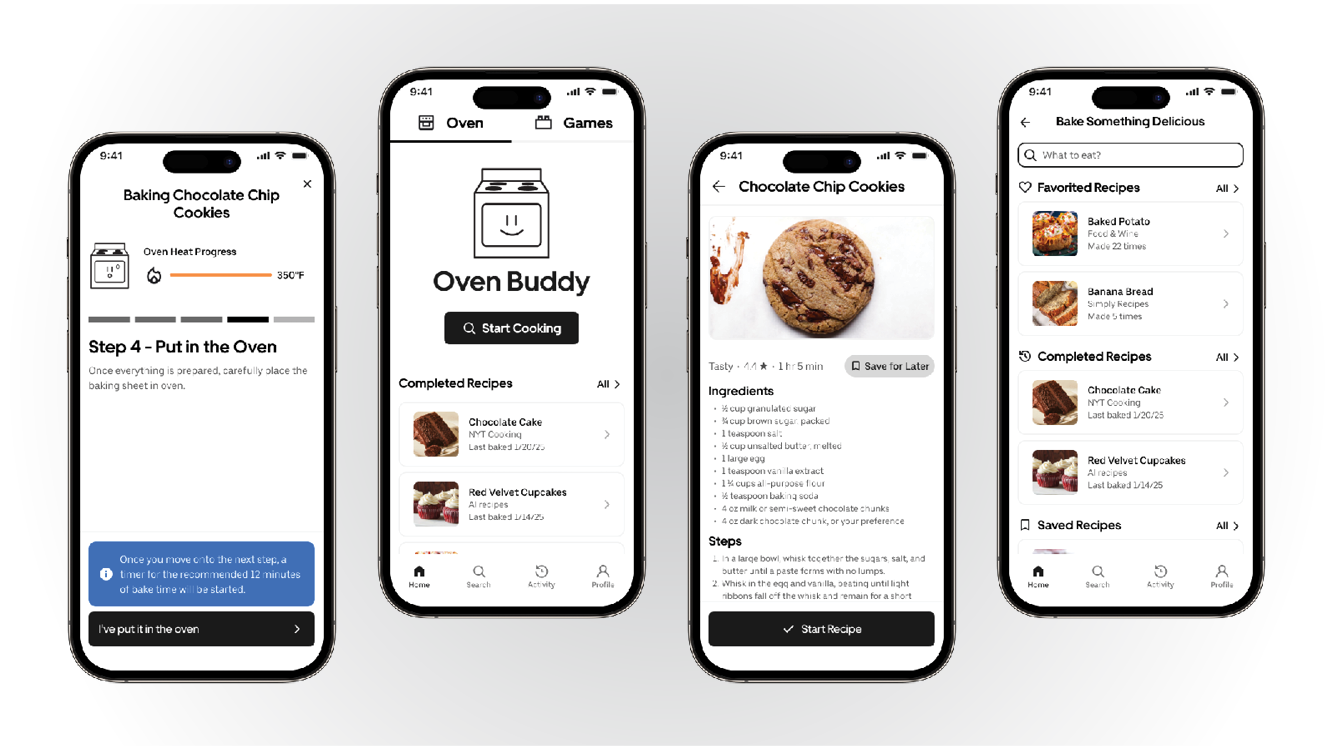 9:41
Baking Chocolate Chip
Cookies
Oven Heat Progress
350°F
Step 4 - Put in the Oven
Once everything is prepared, carefully place the
baking sheet in oven.
Once you move onto the next step, a
timer for the recommended 12 minutes
of bake time will be started.
I've put it in the oven
9:41
Oven Games
Oven Buddy
Start Cooking
Completed Recipes All
Chocolate Cake
NYT Cooking
Last baked 1/20/25
Red Velvet Cupcakes
AI recipes
Last baked 1/14/25
Home Search Activity Profile
9:41
Chocolate Chip Cookies
Tasty · 4.4 ★ · 1 hr 5 min Save for Later
Ingredients
• ½ cup granulated sugar
• ¾ cup brown sugar, packed
• 1 teaspoon salt
• ½ cup unsalted butter, melted
• 1 large egg
• 1 teaspoon vanilla extract
• 1 ¼ cups all-purpose flour
• ½ teaspoon baking soda
• 4 oz milk or semi-sweet chocolate chunks
• 4 oz dark chocolate chunk, or your preference
Steps
1. In a large bowl, whisk together the sugars, salt, and
butter until a paste forms with no lumps.
2. Whisk in the egg and vanilla, beating until light
ribbons fall off the whisk and remain for a short
Start Recipe
9:41
Bake Something Delicious
What to eat?
Favorited Recipes All
Baked Potato
Food & Wine
Made 22 times
Banana Bread
Simply Recipes
Made 5 times
Completed Recipes All
Chocolate Cake
NYT Cooking
Last baked 1/20/25
Red Velvet Cupcakes
AI recipes
Last baked 1/14/25
Saved Recipes All
Home Search Activity Profile